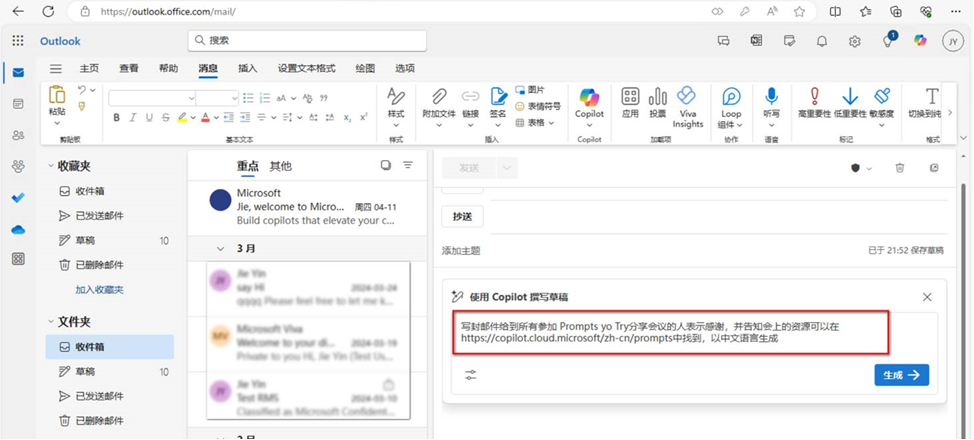 https://outlook.office.com/mail/
Outlook
搜索
1
JY
主页 查看 帮助 消息 插入 设置文本格式 绘图 选项
粘贴
样式
附加文件 链接 签名
图片
表情符号
表格
Copilot
应用 投票 Viva Insights
Loop 组件
听写
高重要性 低重要性 敏感度
切换到纯
剪贴板 基本文本 样式 插入 Copilot 加载项 语音 标记
收藏夹
收件箱
已发送邮件
草稿 10
已删除邮件
加入收藏夹
文件夹
收件箱
草稿 10
已发送邮件
已删除邮件
重点 其他
Microsoft
Jie, welcome to Micro... 周四 04-11
Build copilots that elevate your c...
3 月
Jie Yin
say Hi 2024-03-24
qqqq Please feel free to let me k...
Microsoft Viva
Welcome to your di...
Private to you Hi, Jie Yin (Test Us...
Jie Yin
Test RMS 2024-03-10
Classified as Microsoft Confident...
发送
抄送
添加主题
已于 21:52 保存草稿
使用 Copilot 撰写草稿
写封邮件给到所有参加 Prompts yo Try分享会议的人表示感谢，并告知会上的资源可以在
https://copilot.cloud.microsoft/zh-cn/prompts中找到，以中文语言生成
生成